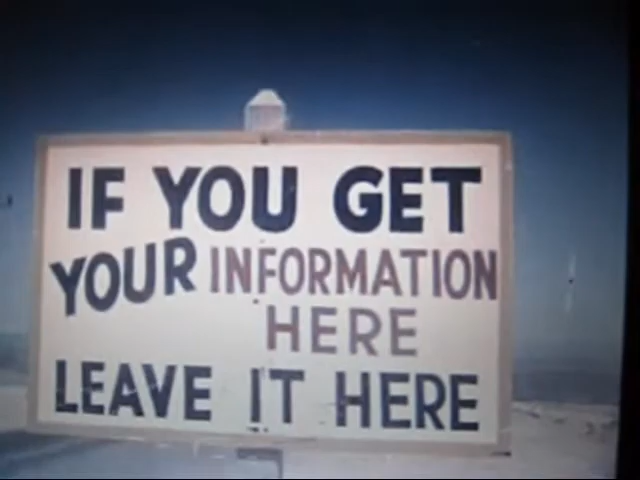 IF YOU GET
YOUR INFORMATION
HERE
LEAVE IT HERE